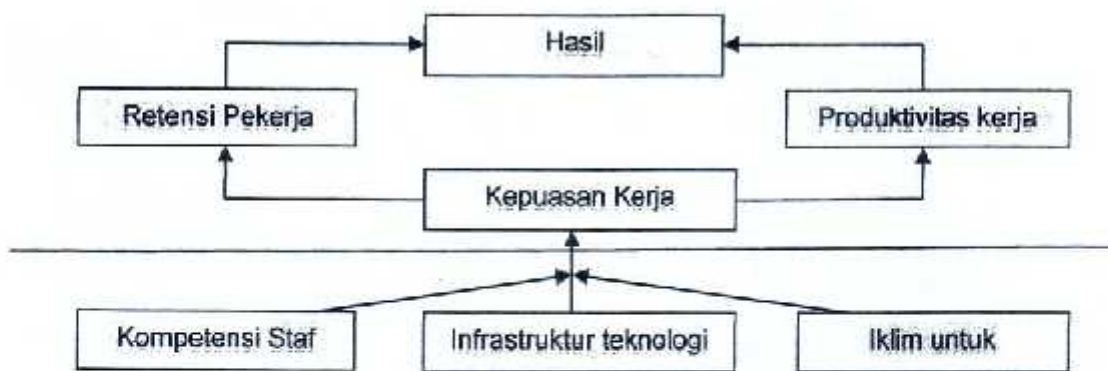 Hasil
Retensi Pekerja
Produktivitas kerja
Kepuasan Kerja
Kompetensi Staf
Infrastruktur teknologi
Iklim untuk